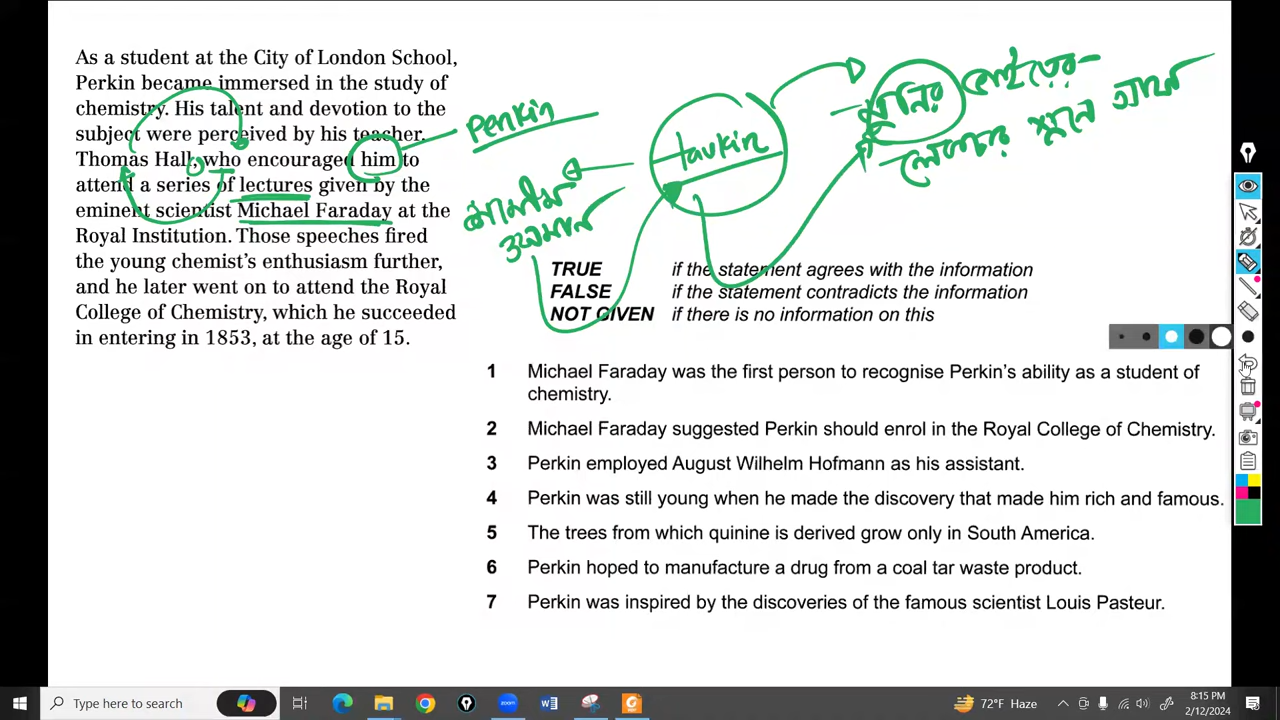 As a student at the City of London School,
Perkin became immersed in the study of
chemistry. His talent and devotion to the
subject were perceived by his teacher.
Thomas Hall, who encouraged him to
attend a series of lectures given by the
eminent scientist Michael Faraday at the
Royal Institution. Those speeches fired
the young chemist's enthusiasm further,
and he later went on to attend the Royal
College of Chemistry, which he succeeded
in entering in 1853, at the age of 15.
Perkin
TRUE if the statement agrees with the information
FALSE if the statement contradicts the information
NOT GIVEN if there is no information on this
1 Michael Faraday was the first person to recognise Perkin's ability as a student of
chemistry.
2 Michael Faraday suggested Perkin should enrol in the Royal College of Chemistry.
3 Perkin employed August Wilhelm Hofmann as his assistant.
4 Perkin was still young when he made the discovery that made him rich and famous.
5 The trees from which quinine is derived grow only in South America.
6 Perkin hoped to manufacture a drug from a coal tar waste product.
7 Perkin was inspired by the discoveries of the famous scientist Louis Pasteur.
Type here to search
72°F Haze
8:15 PM
2/12/2024